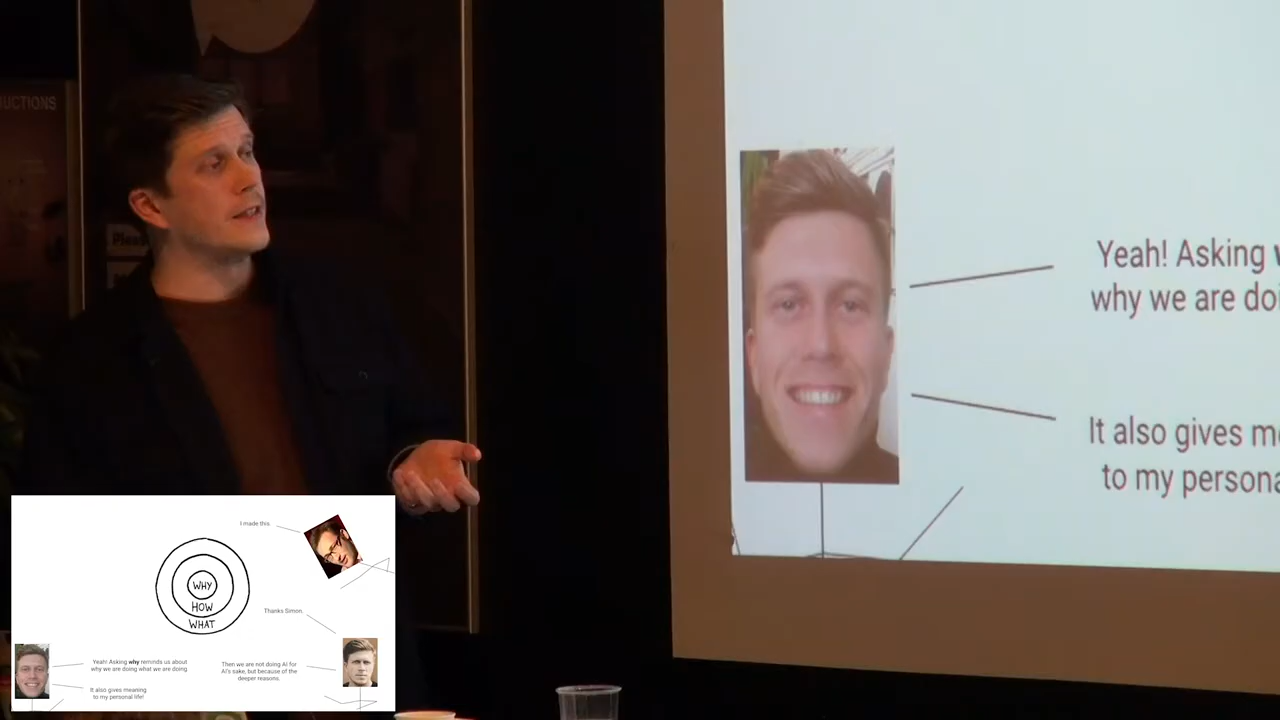 UCTIONS
Pleas
Yeah! Asking w
why we are doi
It also gives me
to my persona
I made this.
WHY
HOW
WHAT
Thanks Simon.
Yeah! Asking why reminds us about
why we are doing what we are doing.
It also gives meaning
to my personal life!
Then we are not doing AI for
AI's sake, but because of the
deeper reasons.